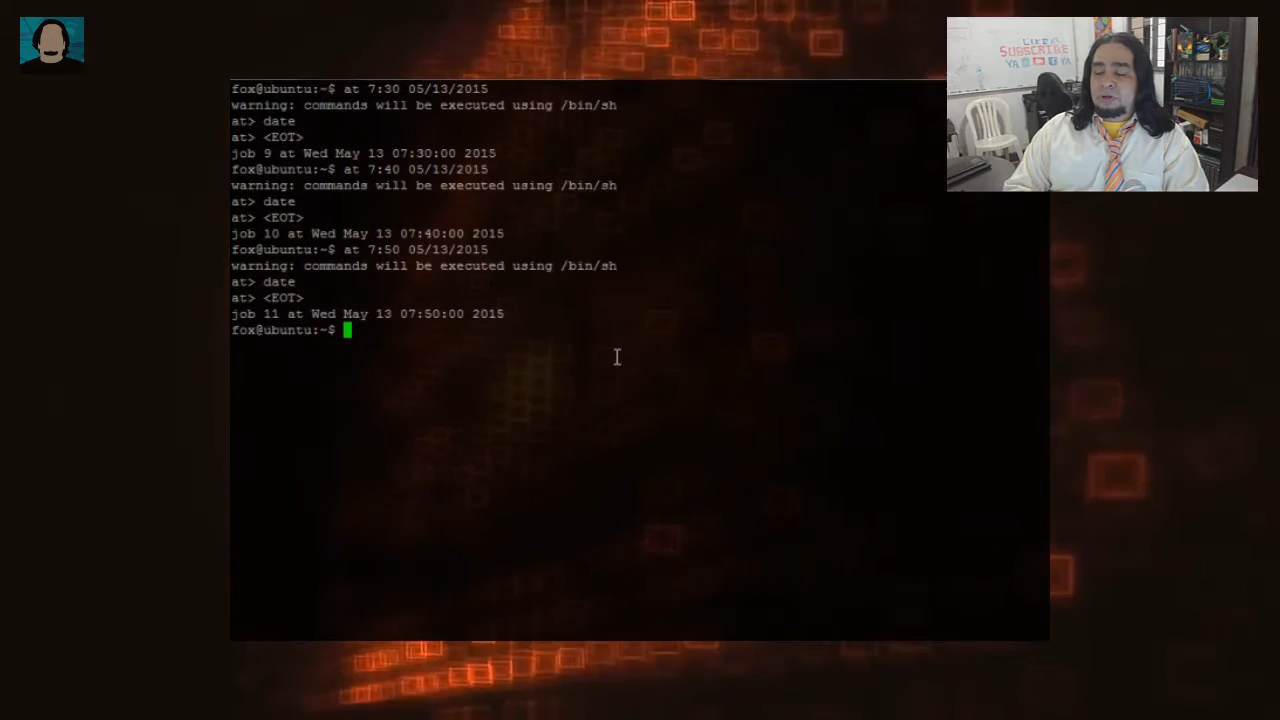 fox@ubuntu:~$ at 7:30 05/13/2015
warning: commands will be executed using /bin/sh
at> date
at> <EOT>
job 9 at Wed May 13 07:30:00 2015
fox@ubuntu:~$ at 7:40 05/13/2015
warning: commands will be executed using /bin/sh
at> date
at> <EOT>
job 10 at Wed May 13 07:40:00 2015
fox@ubuntu:~$ at 7:50 05/13/2015
warning: commands will be executed using /bin/sh
at> date
at> <EOT>
job 11 at Wed May 13 07:50:00 2015
fox@ubuntu:~$
LIKE
SUBSCRIBE
YA
YA